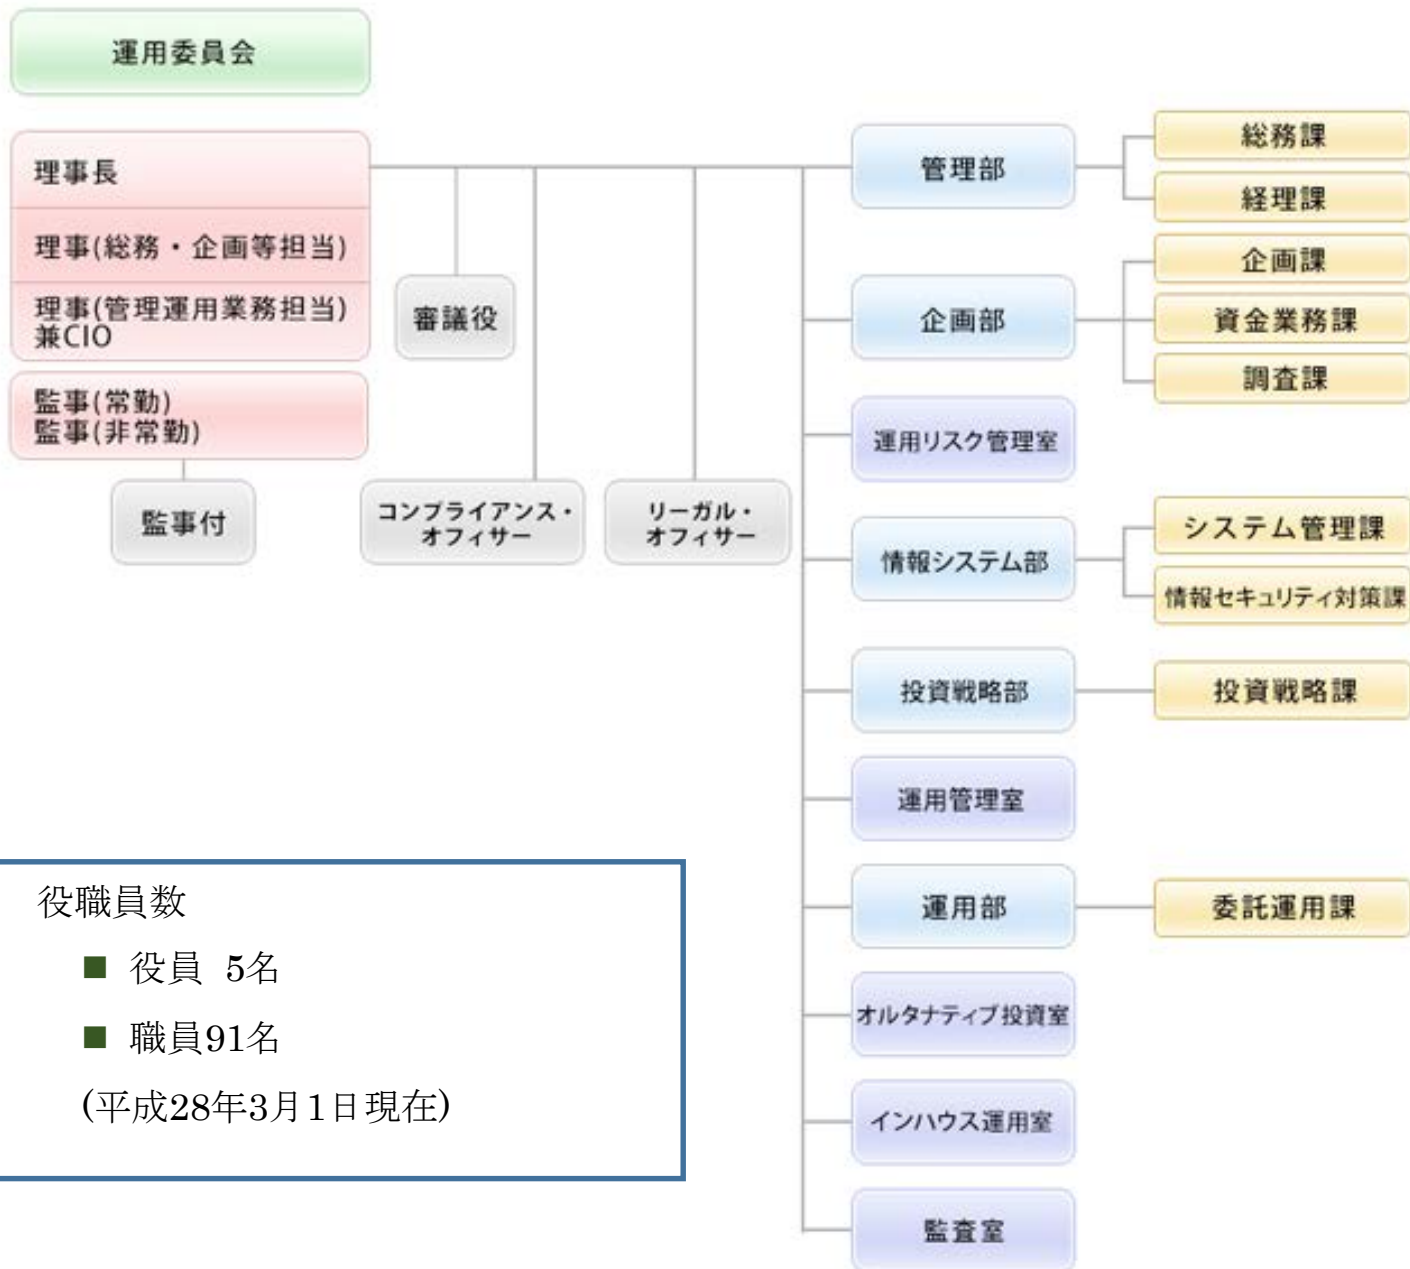 運用委員会
理事長
理事(総務・企画等担当)
理事(管理運用業務担当)
兼CIO
監事(常勤)
監事(非常勤)
監事付
審議役
コンプライアンス・
オフィサー
リーガル・
オフィサー
管理部
総務課
経理課
企画部
企画課
資金業務課
調査課
運用リスク管理室
情報システム部
システム管理課
情報セキュリティ対策課
投資戦略部
投資戦略課
運用管理室
運用部
委託運用課
オルタナティブ投資室
インハウス運用室
監査室
役職員数
■ 役員 5名
■ 職員91名
(平成28年3月1日現在)